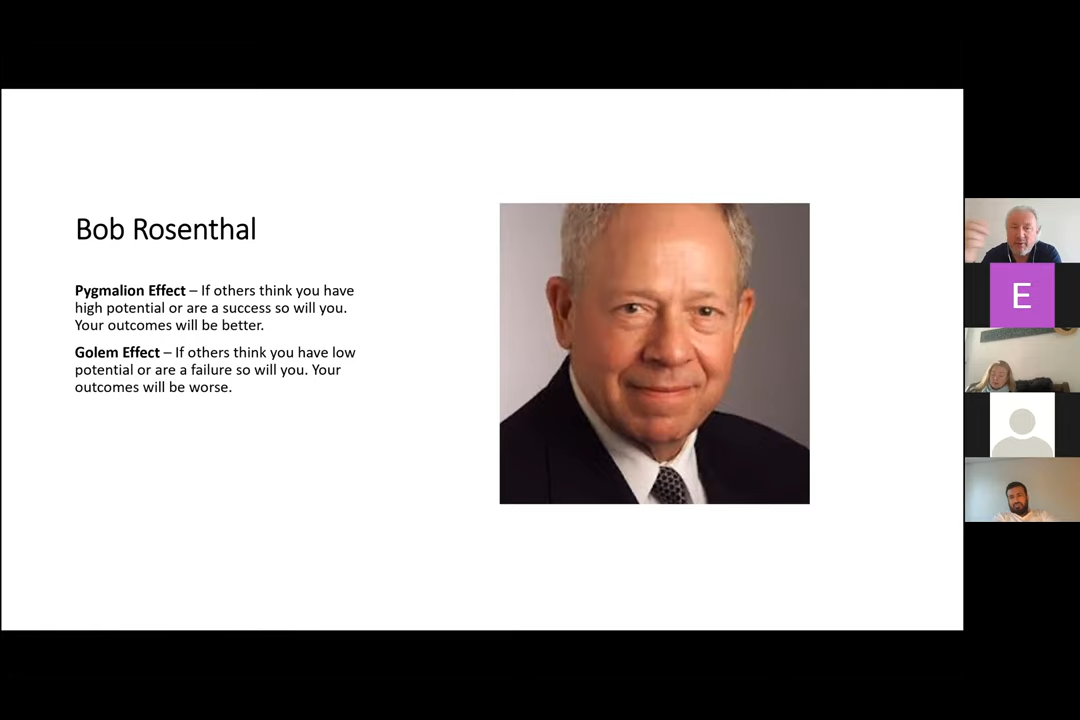 Bob Rosenthal
Pygmalion Effect – If others think you have
high potential or are a success so will you.
Your outcomes will be better.
Golem Effect – If others think you have low
potential or are a failure so will you. Your
outcomes will be worse.
E